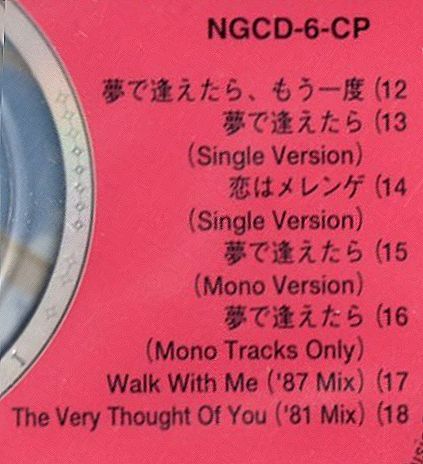 NGCD-6-CP
夢で逢えたら、もう一度 (12
夢で逢えたら (13
(Single Version)
恋はメレンゲ (14
(Single Version)
夢で逢えたら (15
(Mono Version)
夢で逢えたら (16
(Mono Tracks Only)
Walk With Me ('87 Mix) (17
The Very Thought Of You ('81 Mix) (18